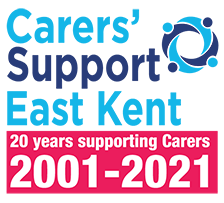 Carers’
Support
East Kent
20 years supporting Carers
2001-2021